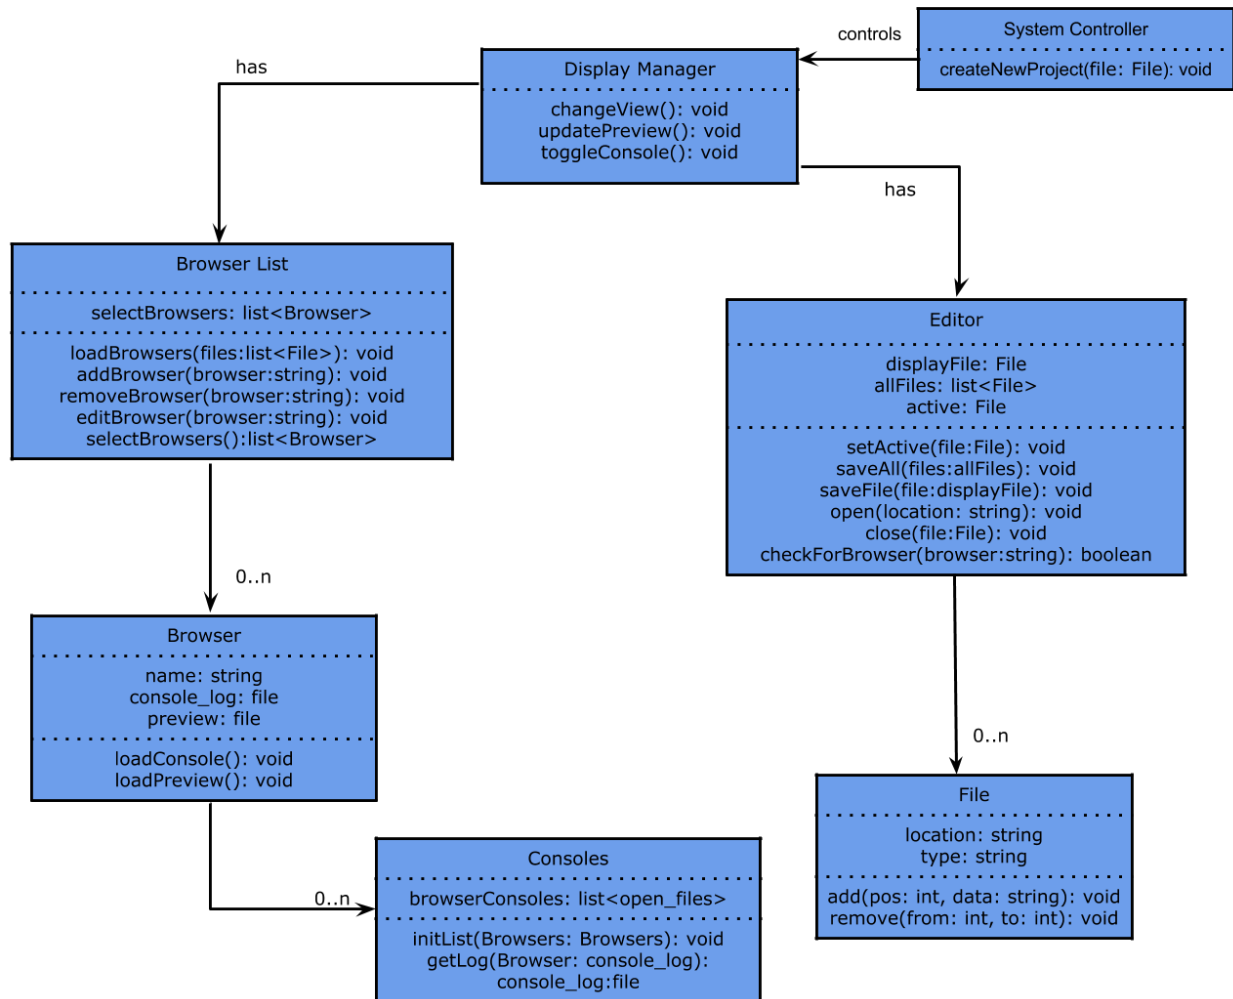 controls
System Controller
createNewProject(file: File): void
has
Display Manager
changeView(): void
updatePreview(): void
toggleConsole(): void
has
Browser List
selectBrowsers: list<Browser>
loadBrowsers(files:list<File>): void
addBrowser(browser:string): void
removeBrowser(browser:string): void
editBrowser(browser:string): void
selectBrowsers():list<Browser>
Editor
displayFile: File
allFiles: list<File>
active: File
setActive(file:File): void
saveAll(files:allFiles): void
saveFile(file:displayFile): void
open(location: string): void
close(file:File): void
checkForBrowser(browser:string): boolean
0..n
Browser
name: string
console_log: file
preview: file
loadConsole(): void
loadPreview(): void
0..n
File
location: string
type: string
add(pos: int, data: string): void
remove(from: int, to: int): void
0..n
Consoles
browserConsoles: list<open_files>
initList(Browsers: Browsers): void
getLog(Browser: console_log):
console_log:file